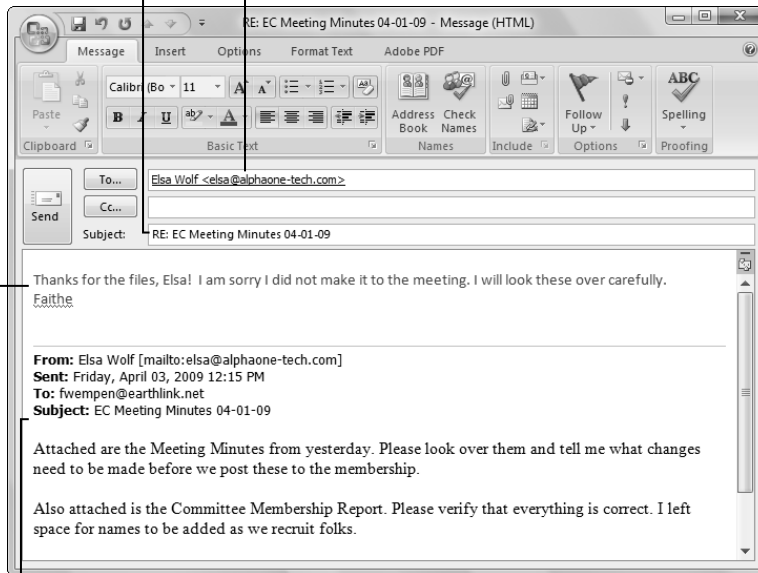 RE: EC Meeting Minutes 04-01-09 - Message (HTML)
Message Insert Options Format Text Adobe PDF
Calibri (Bo 11 A A
Paste B I U ab A Address Book Check Names Follow Up ABC Spelling
Clipboard Basic Text Names Include Options Proofing
To... Elsa Wolf <elsa@alphaone-tech.com>
Cc...
Send
Subject: RE: EC Meeting Minutes 04-01-09
Thanks for the files, Elsa! I am sorry I did not make it to the meeting. I will look these over carefully.
Faithe
From: Elsa Wolf [mailto:elsa@alphaone-tech.com]
Sent: Friday, April 03, 2009 12:15 PM
To: fwempen@earthlink.net
Subject: EC Meeting Minutes 04-01-09
Attached are the Meeting Minutes from yesterday. Please look over them and tell me what changes
need to be made before we post these to the membership.
Also attached is the Committee Membership Report. Please verify that everything is correct. I left
space for names to be added as we recruit folks.